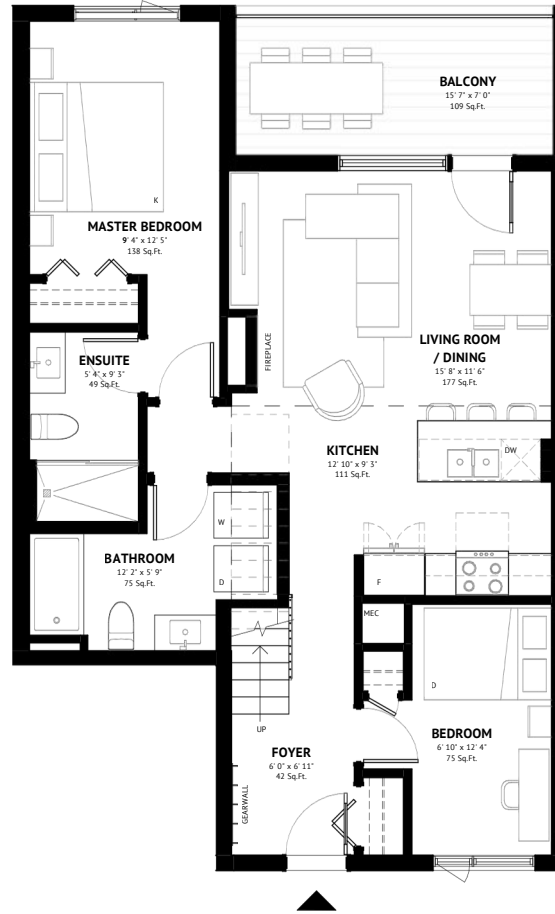 BALCONY
15' 7" x 7' 0"
109 Sq.Ft.
K
MASTER BEDROOM
9' 4" x 12' 5"
138 Sq.Ft.
FIREPLACE
LIVING ROOM
/ DINING
15' 8" x 11' 6"
177 Sq.Ft.
ENSUITE
5' 4" x 9' 3"
49 Sq.Ft.
KITCHEN
12' 10" x 9' 3"
111 Sq.Ft.
DW
W
D
BATHROOM
12' 2" x 5' 9"
75 Sq.Ft.
F
MEC
D
UP
FOYER
6' 0" x 6' 11"
42 Sq.Ft.
BEDROOM
6' 10" x 12' 4"
75 Sq.Ft.
GEARWALL